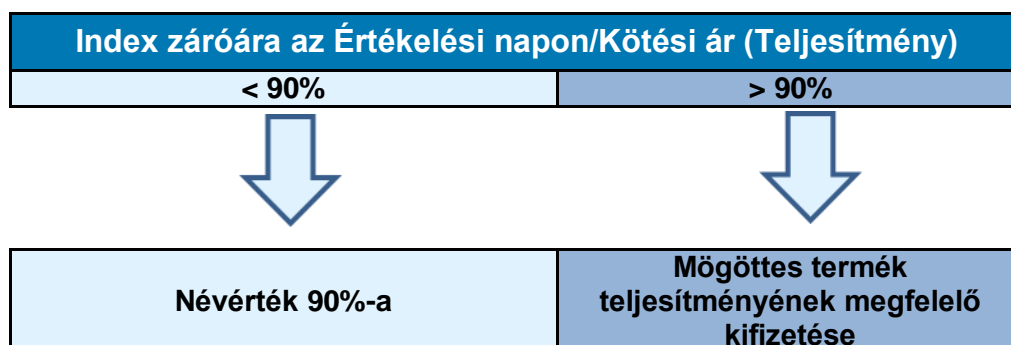 Index záróára az Értékelési napon/Kötési ár (Teljesítmény)
< 90%
> 90%
Névérték 90%-a
Mögöttes termék
teljesítményének megfelelő
kifizetése